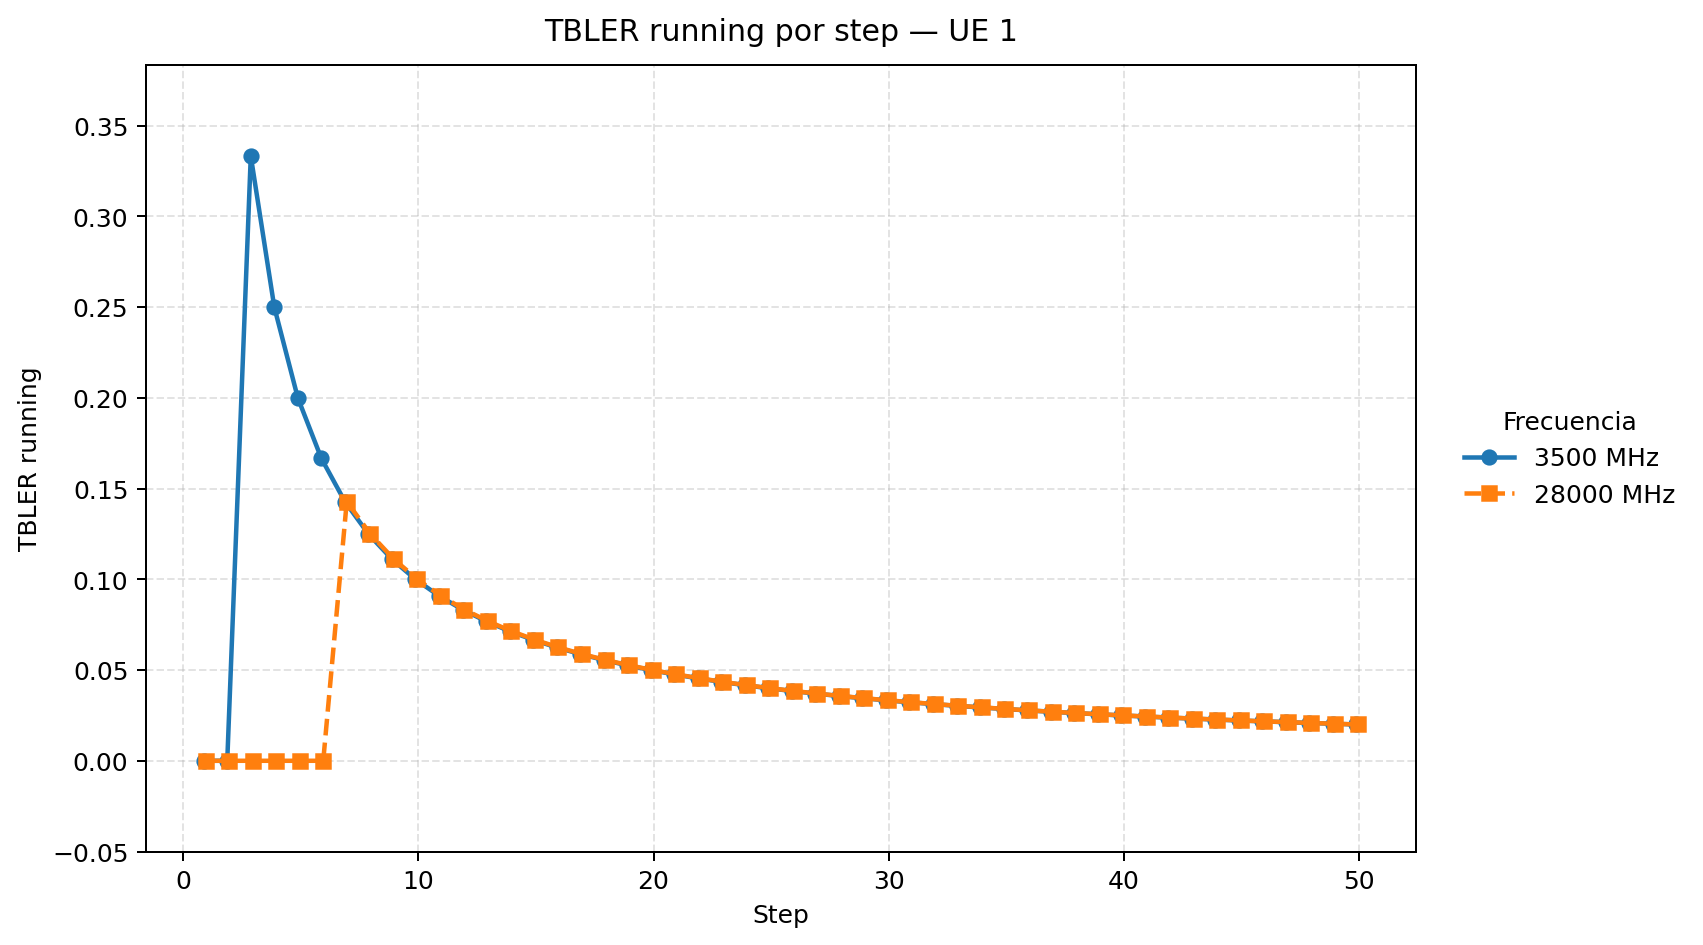 TBLER running por step — UE 1
TBLER running
0.35
0.30
0.25
0.20
0.15
0.10
0.05
0.00
−0.05
0 10 20 30 40 50
Step
Frecuencia
3500 MHz
28000 MHz